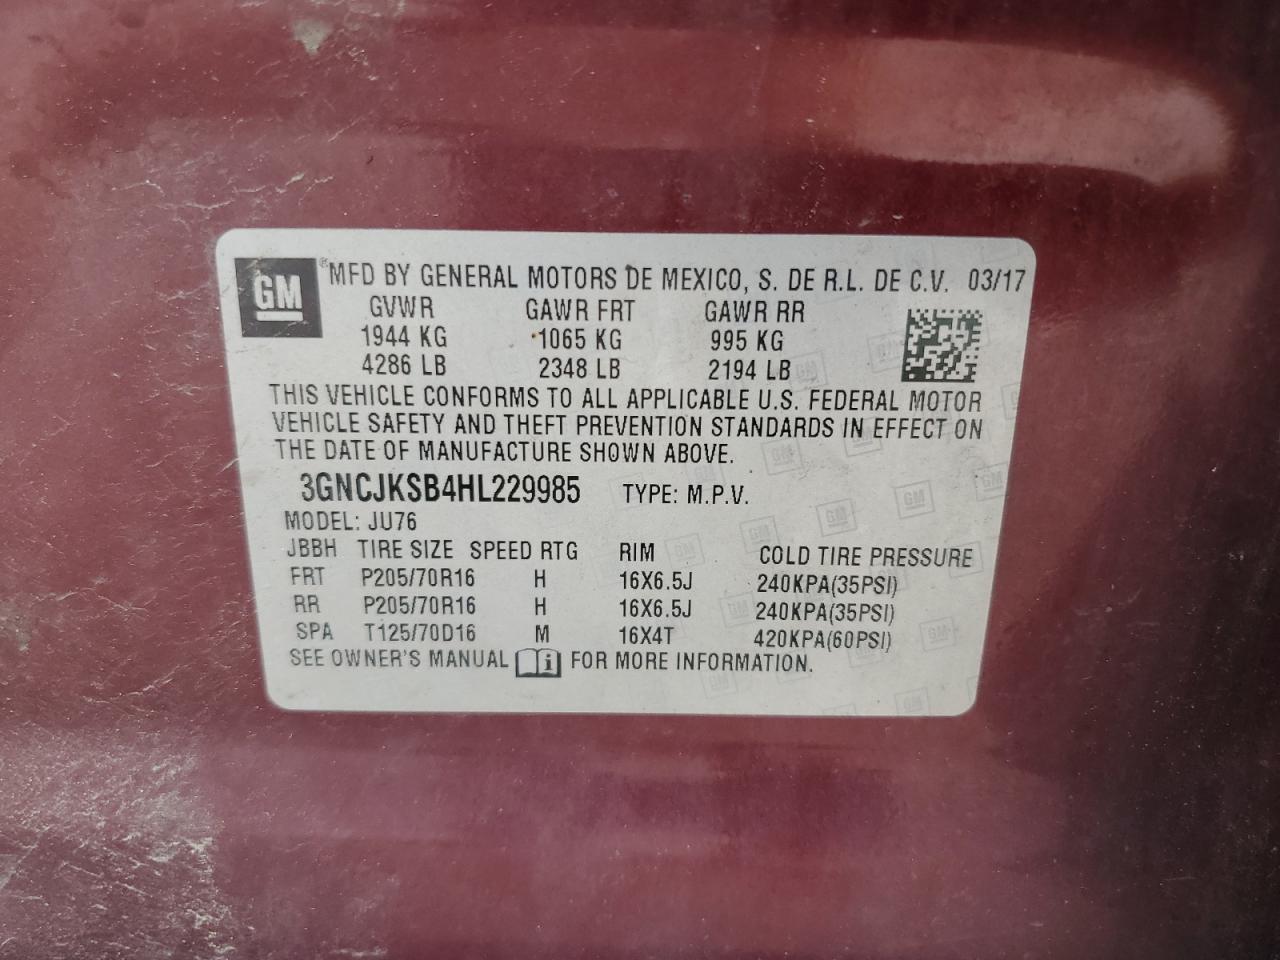 GM ® MFD BY GENERAL MOTORS DE MEXICO, S. DE R.L. DE C.V. 03/17
GVWR GAWR FRT GAWR RR
1944 KG 1065 KG 995 KG
4286 LB 2348 LB 2194 LB
THIS VEHICLE CONFORMS TO ALL APPLICABLE U.S. FEDERAL MOTOR
VEHICLE SAFETY AND THEFT PREVENTION STANDARDS IN EFFECT ON
THE DATE OF MANUFACTURE SHOWN ABOVE.
3GNCJKSB4HL229985 TYPE: M.P.V.
MODEL: JU76
JBBH TIRE SIZE SPEED RTG RIM COLD TIRE PRESSURE
FRT P205/70R16 H 16X6.5J 240KPA(35PSI)
RR P205/70R16 H 16X6.5J 240KPA(35PSI)
SPA T125/70D16 M 16X4T 420KPA(60PSI)
SEE OWNER'S MANUAL i FOR MORE INFORMATION.